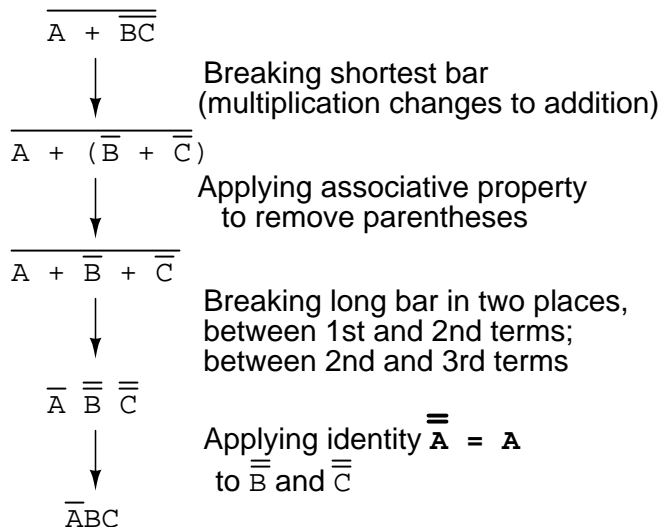 A̅ ̅+̅ ̅B̿C̿
Breaking shortest bar
(multiplication changes to addition)
A̅ ̅+̅ ̅(̅B̿ ̅+̅ ̅C̿)̅
Applying associative property
to remove parentheses
A̅ ̅+̅ ̅B̿ ̅+̅ ̅C̿
Breaking long bar in two places,
between 1st and 2nd terms;
between 2nd and 3rd terms
A̅ B̿ C̿
Applying identity A̿ = A
to B̿ and C̿
A̅BC